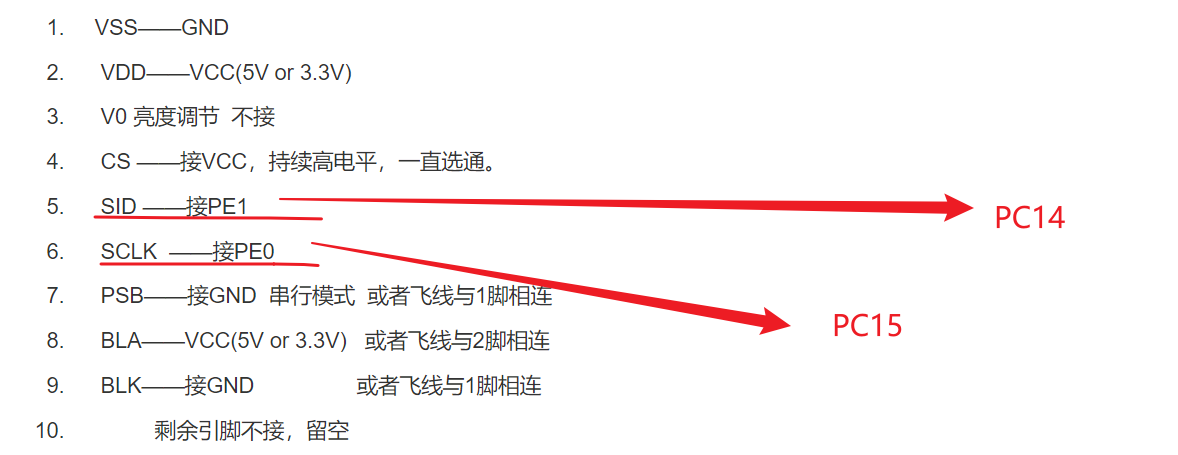 1. VSS——GND
2. VDD——VCC(5V or 3.3V)
3. V0 亮度调节 不接
4. CS ——接VCC，持续高电平，一直选通。
5. SID ——接PE1
PC14
6. SCLK ——接PE0
7. PSB——接GND 串行模式 或者飞线与1脚相连
PC15
8. BLA——VCC(5V or 3.3V) 或者飞线与2脚相连
9. BLK——接GND 或者飞线与1脚相连
10. 剩余引脚不接，留空